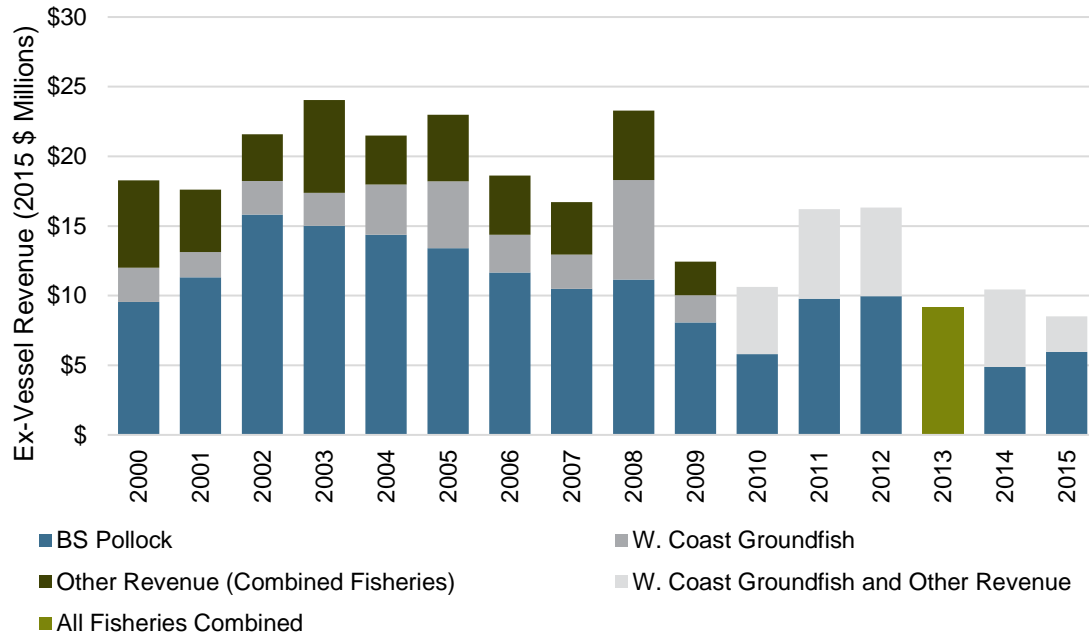 Ex-Vessel Revenue (2015 $ Millions)
$30
$25
$20
$15
$10
$5
$
2000 2001 2002 2003 2004 2005 2006 2007 2008 2009 2010 2011 2012 2013 2014 2015
BS Pollock W. Coast Groundfish
Other Revenue (Combined Fisheries) W. Coast Groundfish and Other Revenue
All Fisheries Combined